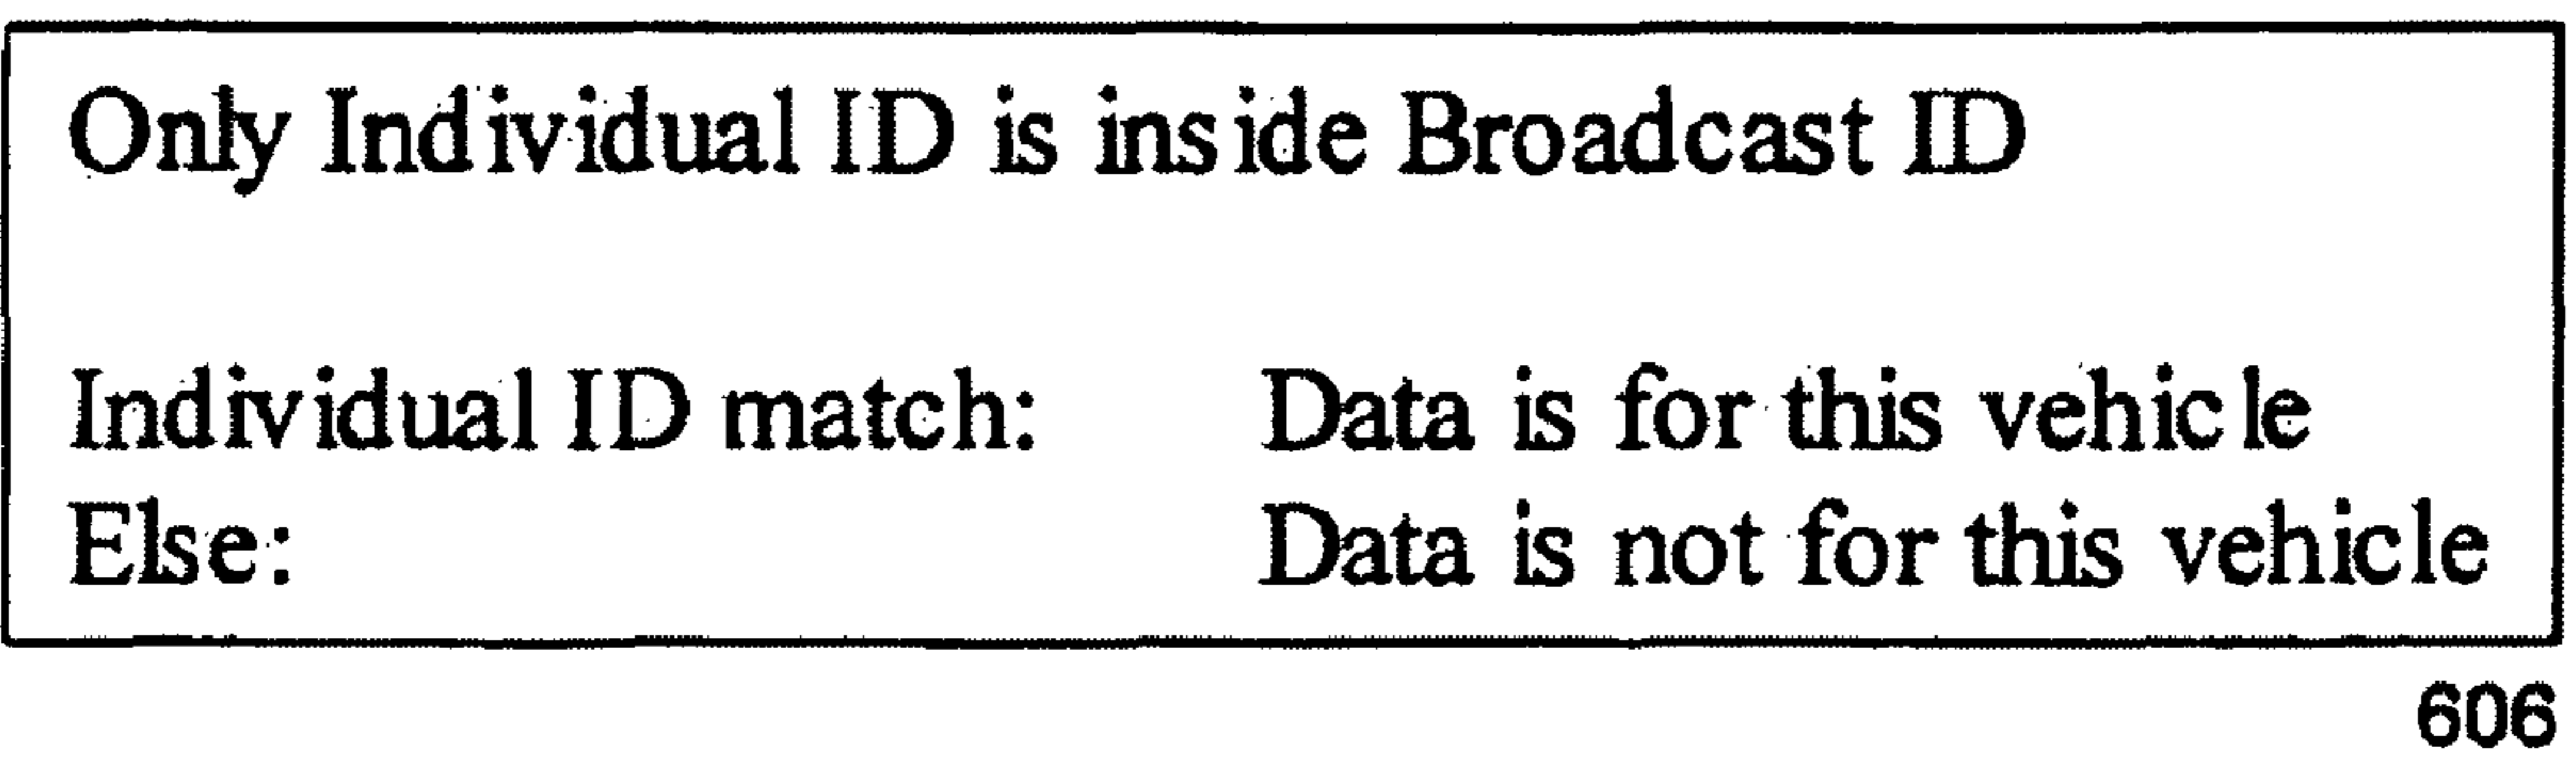 Only Individual ID is inside Broadcast ID
Individual ID match: Data is for this vehicle
Else: Data is not for this vehicle
606